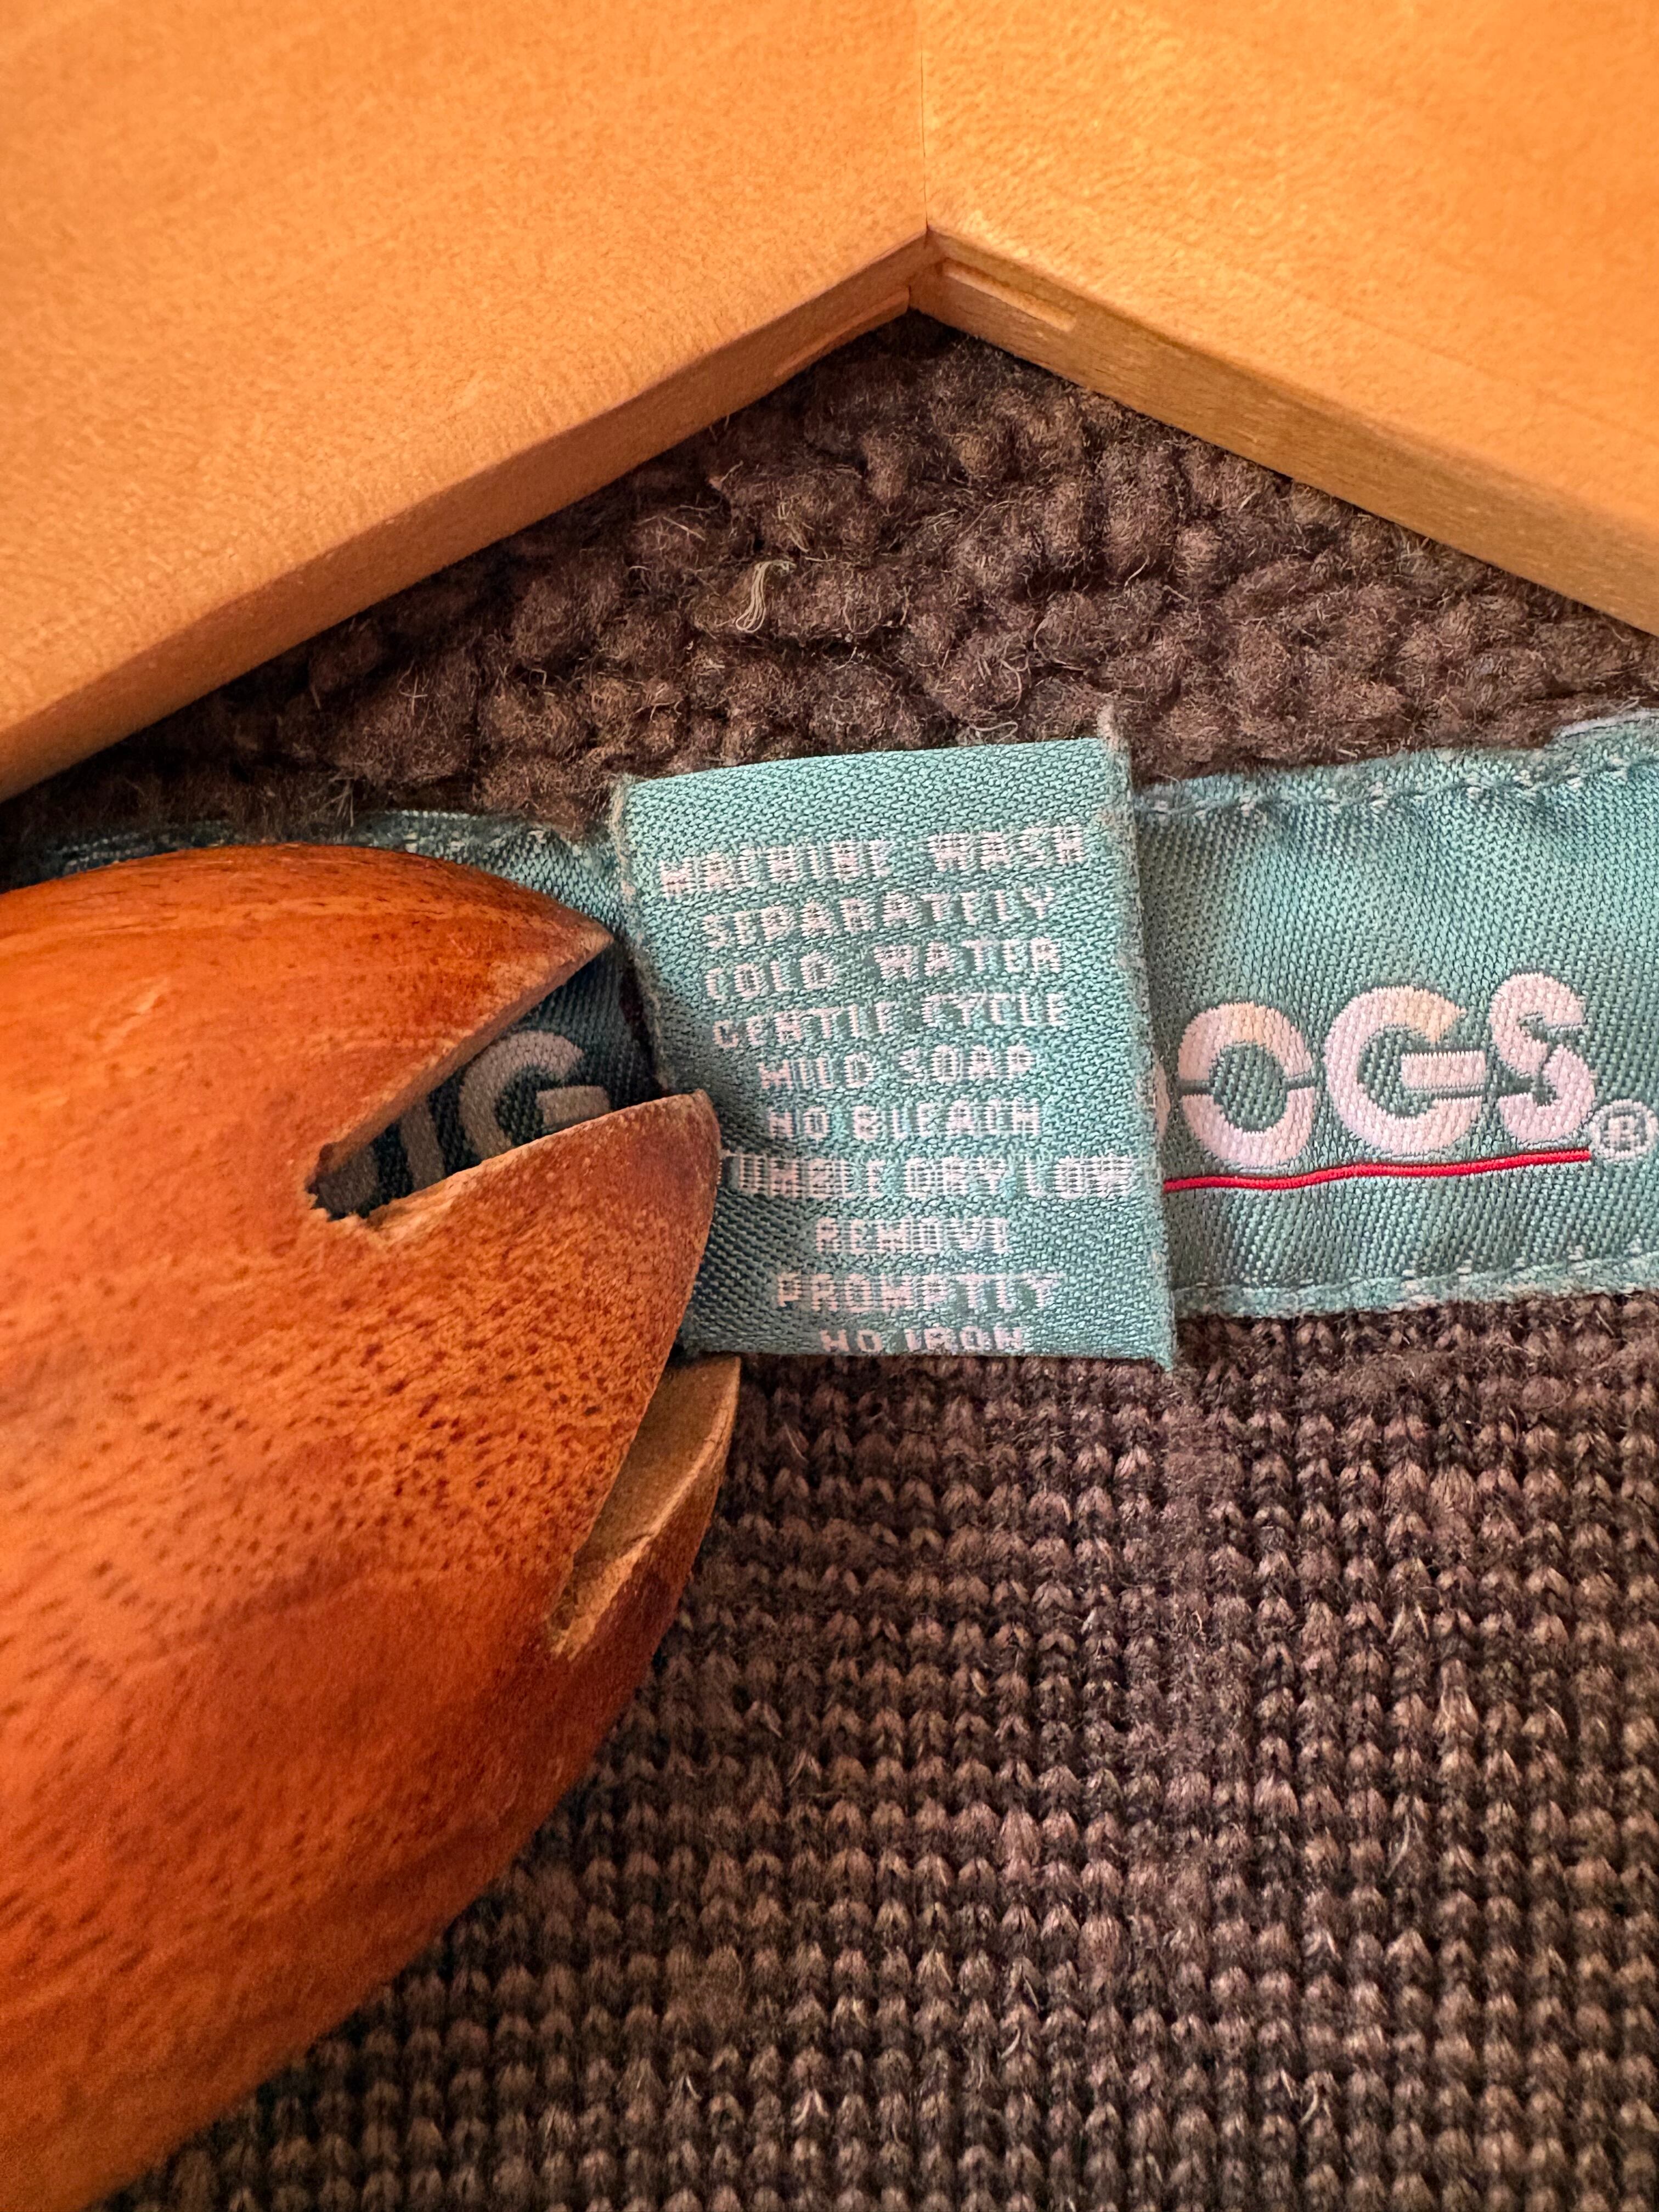 MACHINE WASH
SEPARATELY
COLD WATER
GENTLE CYCLE
MILD SOAP
NO BLEACH
TUMBLE DRY LOW
REMOVE
PROMPTLY
NO IRON
IG
OGS®